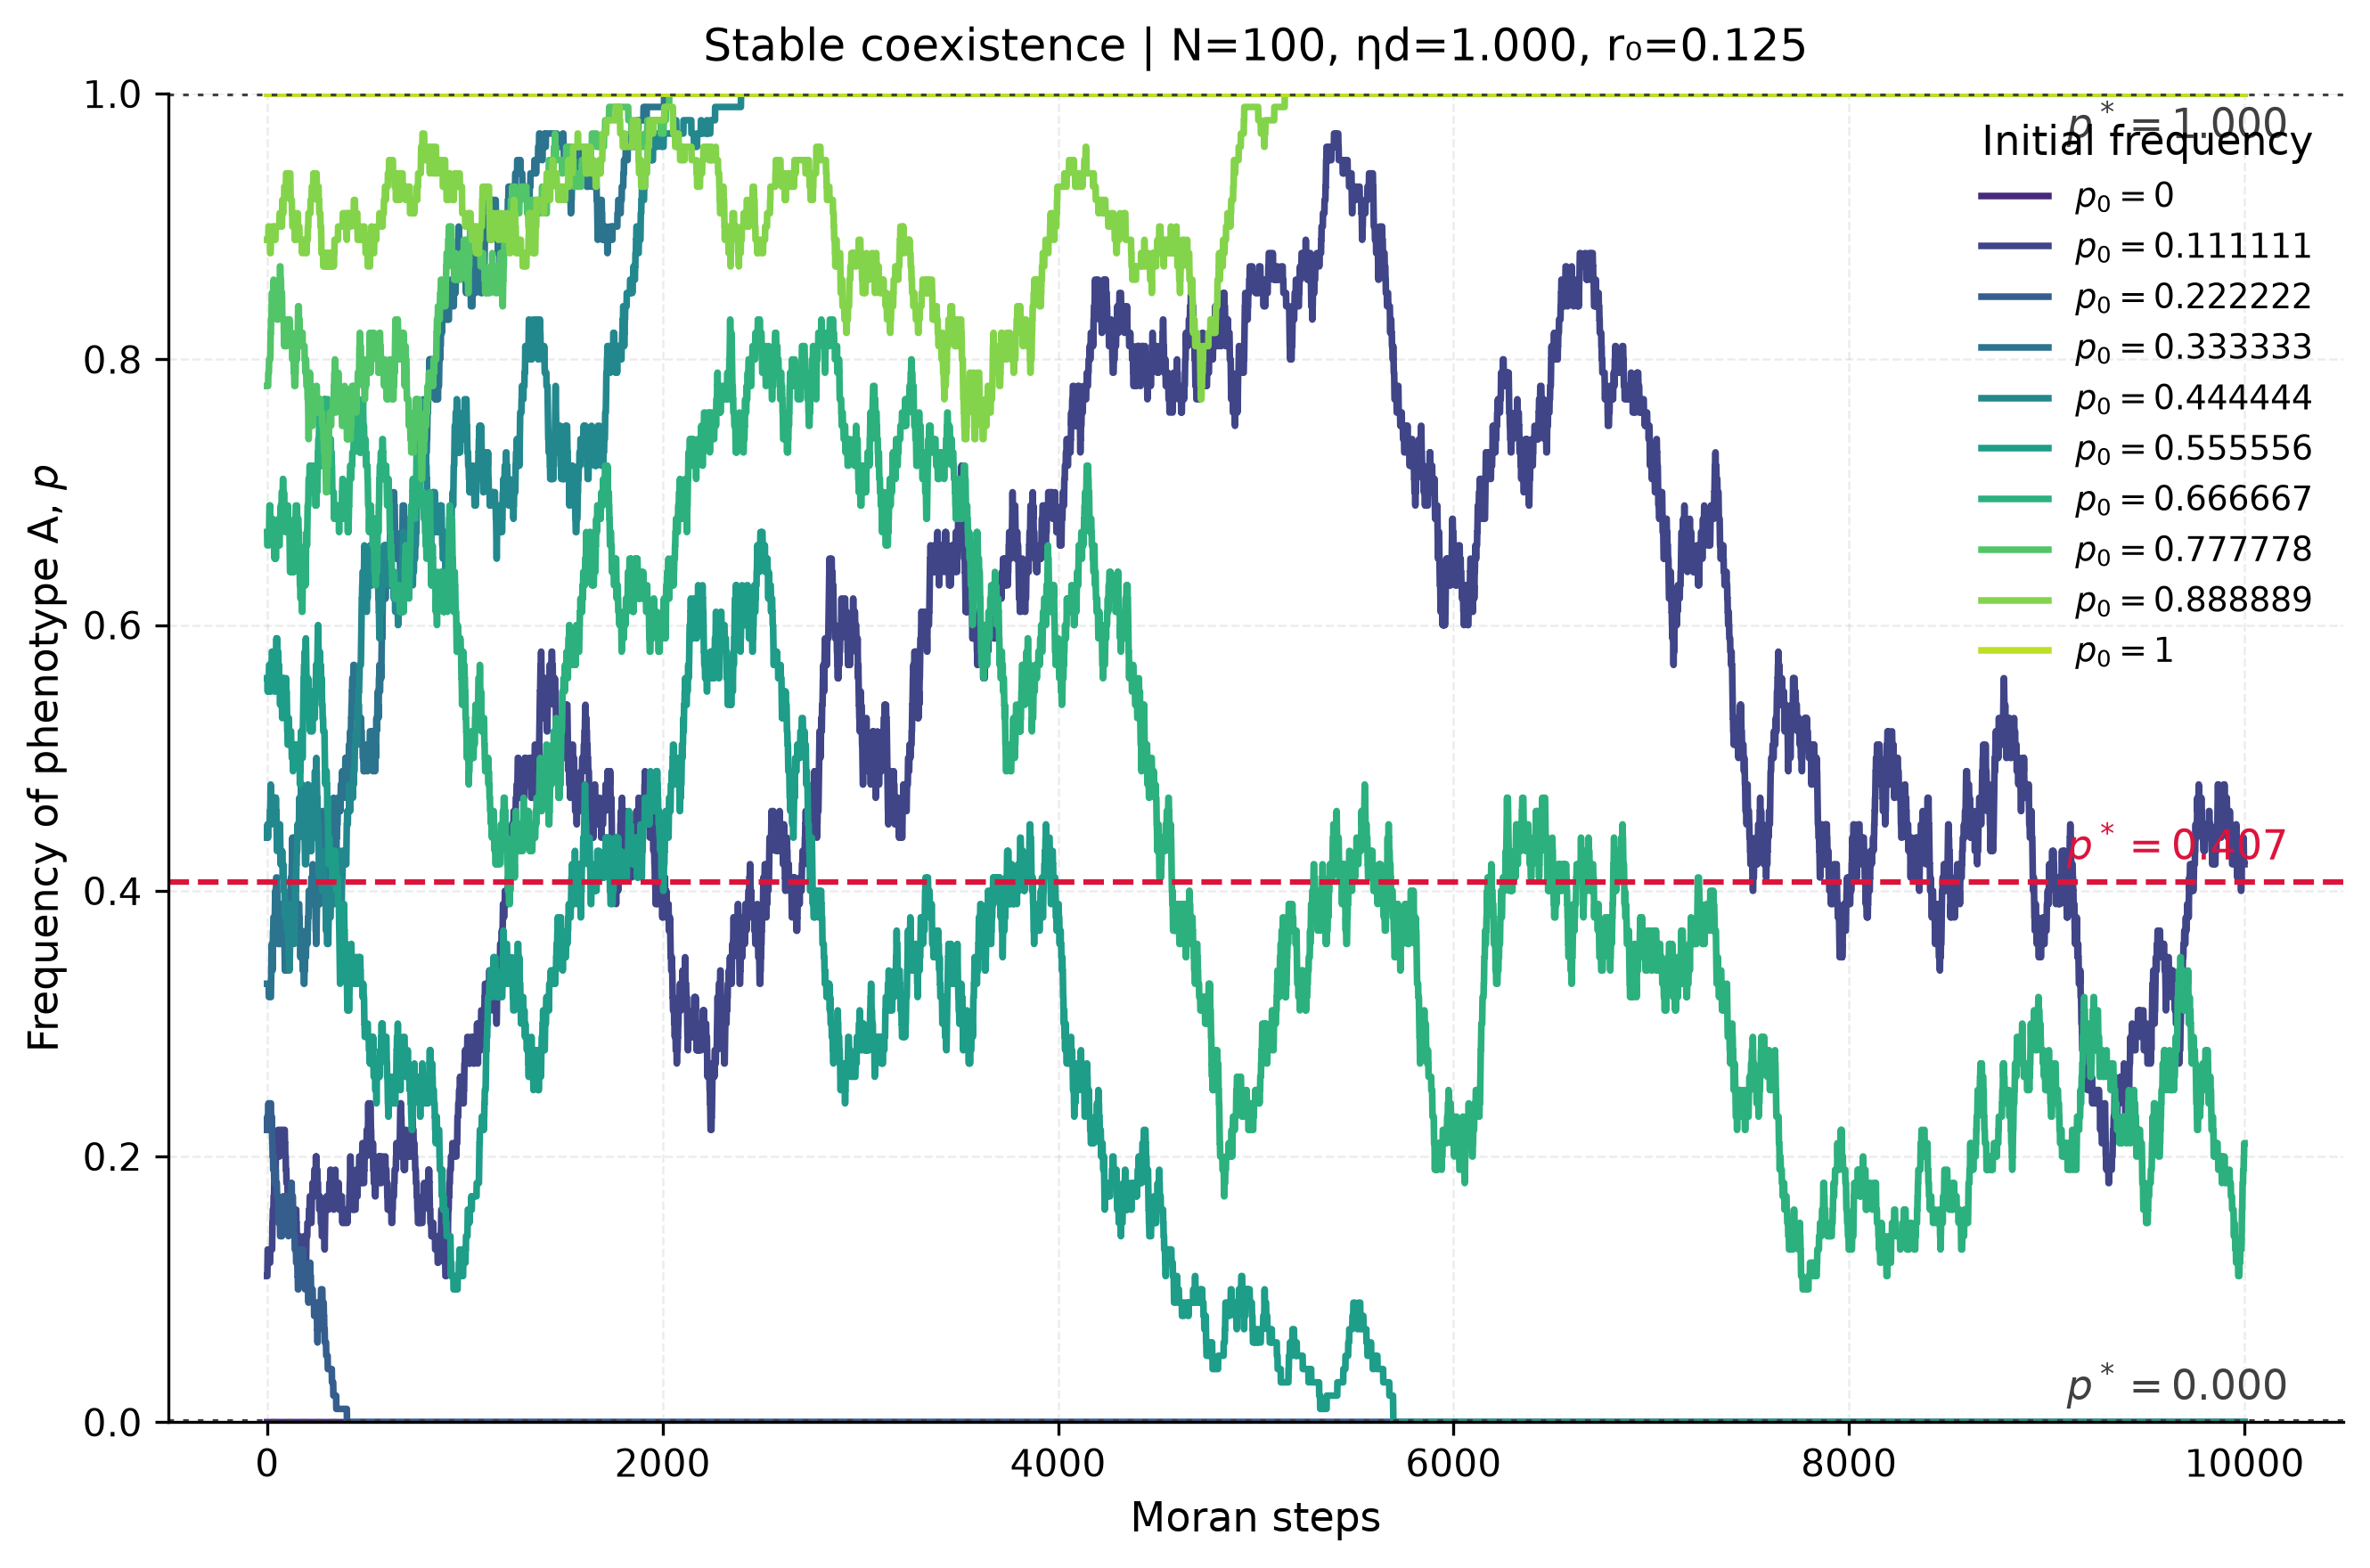 Stable coexistence | N=100, ηd=1.000, r₀=0.125
1.0
0.8
0.6
0.4
0.2
0.0
Frequency of phenotype A, p
p* = 1.000
Initial frequency
p₀ = 0
p₀ = 0.111111
p₀ = 0.222222
p₀ = 0.333333
p₀ = 0.444444
p₀ = 0.555556
p₀ = 0.666667
p₀ = 0.777778
p₀ = 0.888889
p₀ = 1
p* = 0.407
p* = 0.000
0 2000 4000 6000 8000 10000
Moran steps